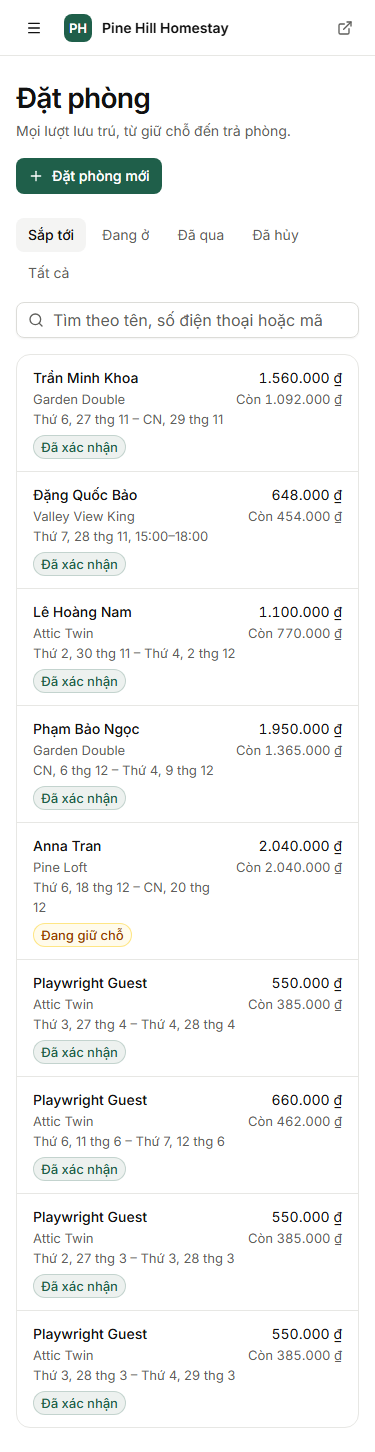 PH Pine Hill Homestay
Đặt phòng
Mọi lượt lưu trú, từ giữ chỗ đến trả phòng.
+ Đặt phòng mới
Sắp tới Đang ở Đã qua Đã hủy
Tất cả
Tìm theo tên, số điện thoại hoặc mã
Trần Minh Khoa 1.560.000 ₫
Garden Double Còn 1.092.000 ₫
Thứ 6, 27 thg 11 – CN, 29 thg 11
Đã xác nhận
Đặng Quốc Bảo 648.000 ₫
Valley View King Còn 454.000 ₫
Thứ 7, 28 thg 11, 15:00–18:00
Đã xác nhận
Lê Hoàng Nam 1.100.000 ₫
Attic Twin Còn 770.000 ₫
Thứ 2, 30 thg 11 – Thứ 4, 2 thg 12
Đã xác nhận
Phạm Bảo Ngọc 1.950.000 ₫
Garden Double Còn 1.365.000 ₫
CN, 6 thg 12 – Thứ 4, 9 thg 12
Đã xác nhận
Anna Tran 2.040.000 ₫
Pine Loft Còn 2.040.000 ₫
Thứ 6, 18 thg 12 – CN, 20 thg
12
Đang giữ chỗ
Playwright Guest 550.000 ₫
Attic Twin Còn 385.000 ₫
Thứ 3, 27 thg 4 – Thứ 4, 28 thg 4
Đã xác nhận
Playwright Guest 660.000 ₫
Attic Twin Còn 462.000 ₫
Thứ 6, 11 thg 6 – Thứ 7, 12 thg 6
Đã xác nhận
Playwright Guest 550.000 ₫
Attic Twin Còn 385.000 ₫
Thứ 2, 27 thg 3 – Thứ 3, 28 thg 3
Đã xác nhận
Playwright Guest 550.000 ₫
Attic Twin Còn 385.000 ₫
Thứ 3, 28 thg 3 – Thứ 4, 29 thg 3
Đã xác nhận